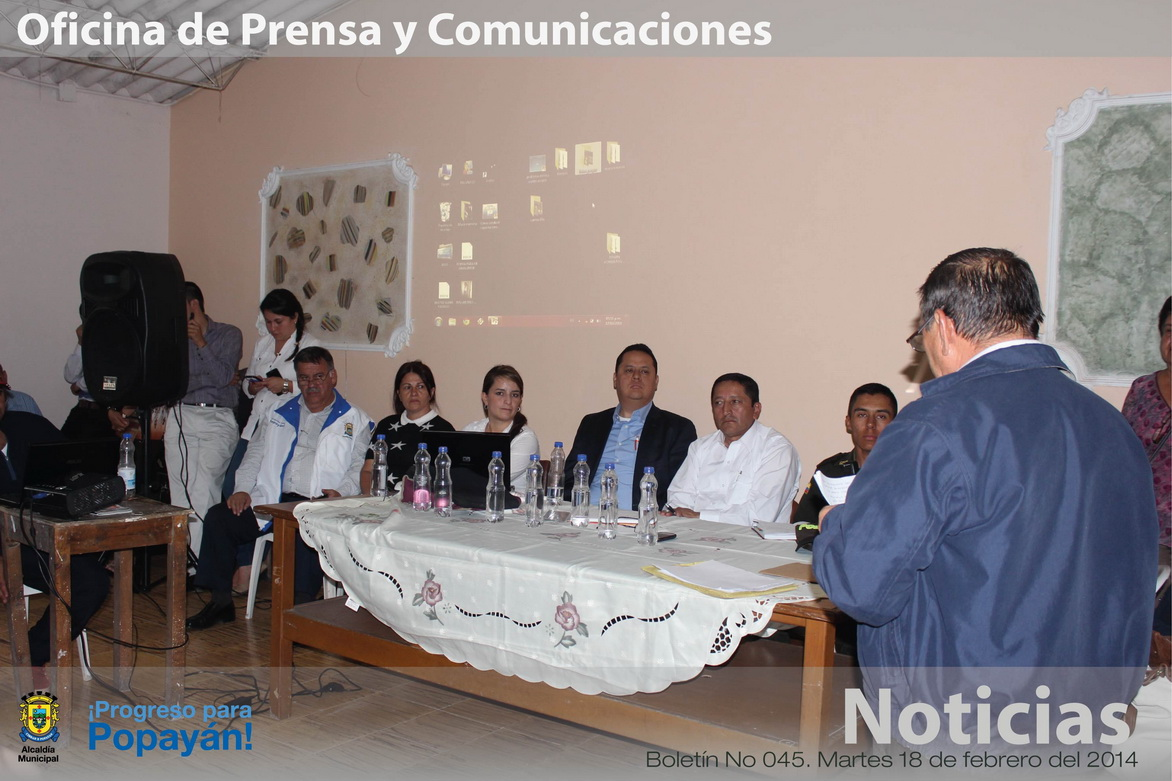 Oficina de Prensa y Comunicaciones
Alcaldía
Municipal
¡Progreso para
Popayán!
Noticias
Boletín No 045. Martes 18 de febrero del 2014